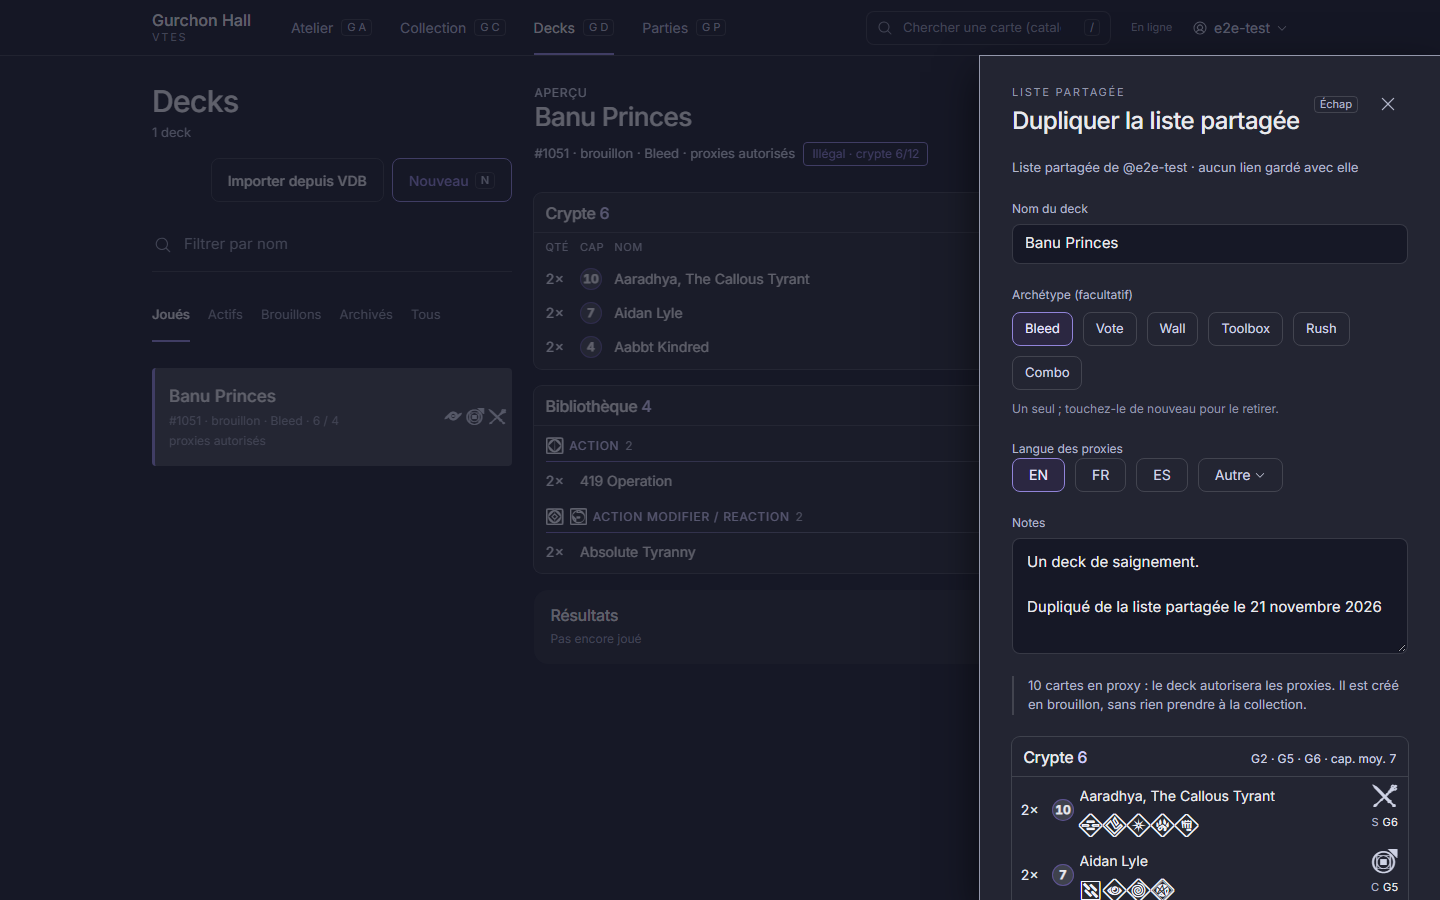 Gurchon Hall
VTES
Atelier G A
Collection G C
Decks G D
Parties G P
Chercher une carte (catal /
En ligne
e2e-test
Decks
1 deck
Importer depuis VDB
Nouveau N
Filtrer par nom
Joués Actifs Brouillons Archivés Tous
Banu Princes
#1051 · brouillon · Bleed · 6 / 4
proxies autorisés
APERÇU
Banu Princes
#1051 · brouillon · Bleed · proxies autorisés Illégal · crypte 6/12
Crypte 6
QTÉ CAP NOM
2× 10 Aaradhya, The Callous Tyrant
2× 7 Aidan Lyle
2× 4 Aabbt Kindred
Bibliothèque 4
ACTION 2
2× 419 Operation
ACTION MODIFIER / REACTION 2
2× Absolute Tyranny
Résultats
Pas encore joué
LISTE PARTAGÉE
Dupliquer la liste partagée
Échap
Liste partagée de @e2e-test · aucun lien gardé avec elle
Nom du deck
Banu Princes
Archétype (facultatif)
Bleed Vote Wall Toolbox Rush
Combo
Un seul ; touchez-le de nouveau pour le retirer.
Langue des proxies
EN FR ES Autre
Notes
Un deck de saignement.
Dupliqué de la liste partagée le 21 novembre 2026
10 cartes en proxy : le deck autorisera les proxies. Il est créé
en brouillon, sans rien prendre à la collection.
Crypte 6 G2 · G5 · G6 · cap. moy. 7
2× 10 Aaradhya, The Callous Tyrant
S G6
2× 7 Aidan Lyle
C G5